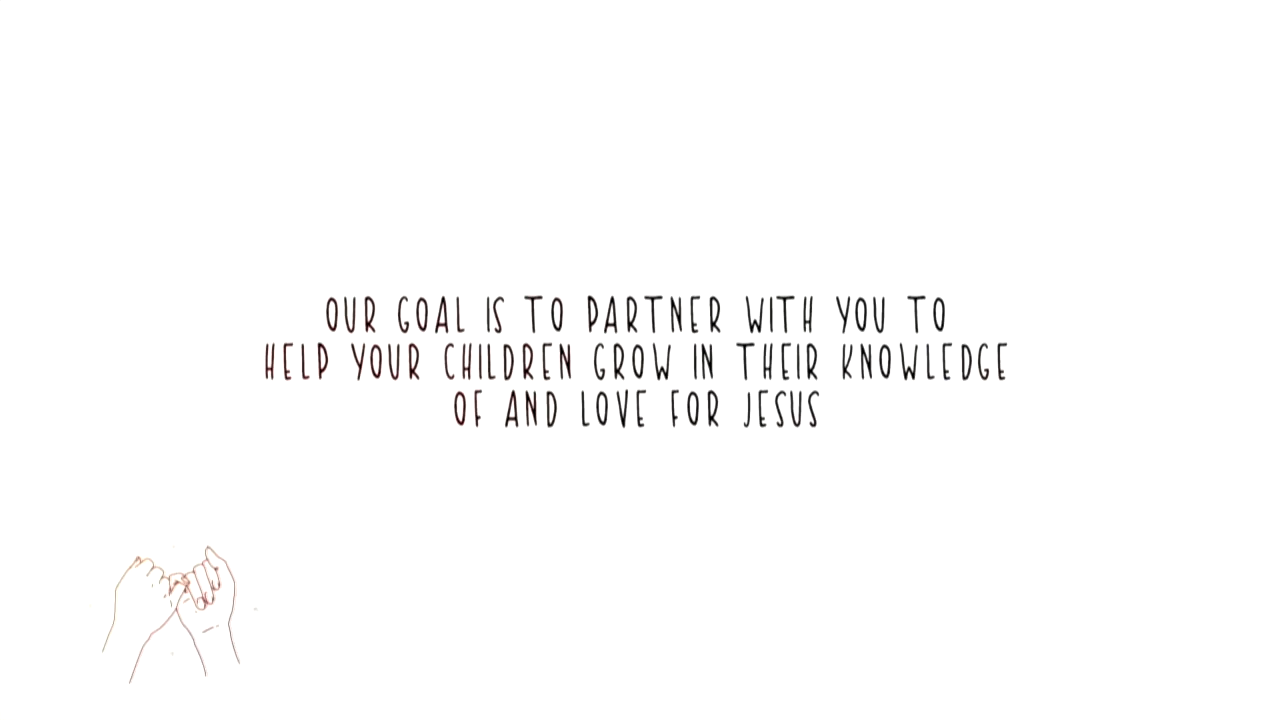 OUR GOAL IS TO PARTNER WITH YOU TO
HELP YOUR CHILDREN GROW IN THEIR KNOWLEDGE
OF AND LOVE FOR JESUS